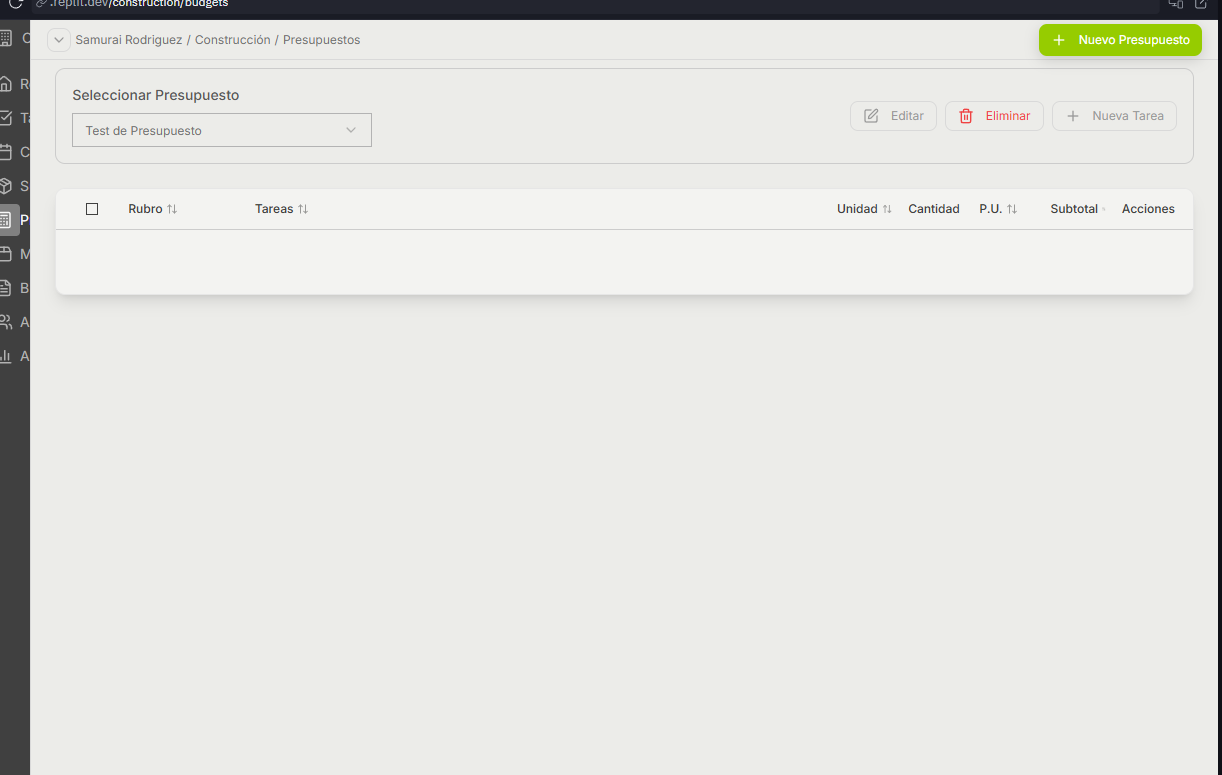 .replit.dev/construction/budgets
Samurai Rodriguez / Construcción / Presupuestos
+ Nuevo Presupuesto
Seleccionar Presupuesto
Test de Presupuesto
Editar
Eliminar
+ Nueva Tarea
Rubro
Tareas
Unidad
Cantidad
P.U.
Subtotal
Acciones
C
R
Ta
C
S
P
M
B
A
A